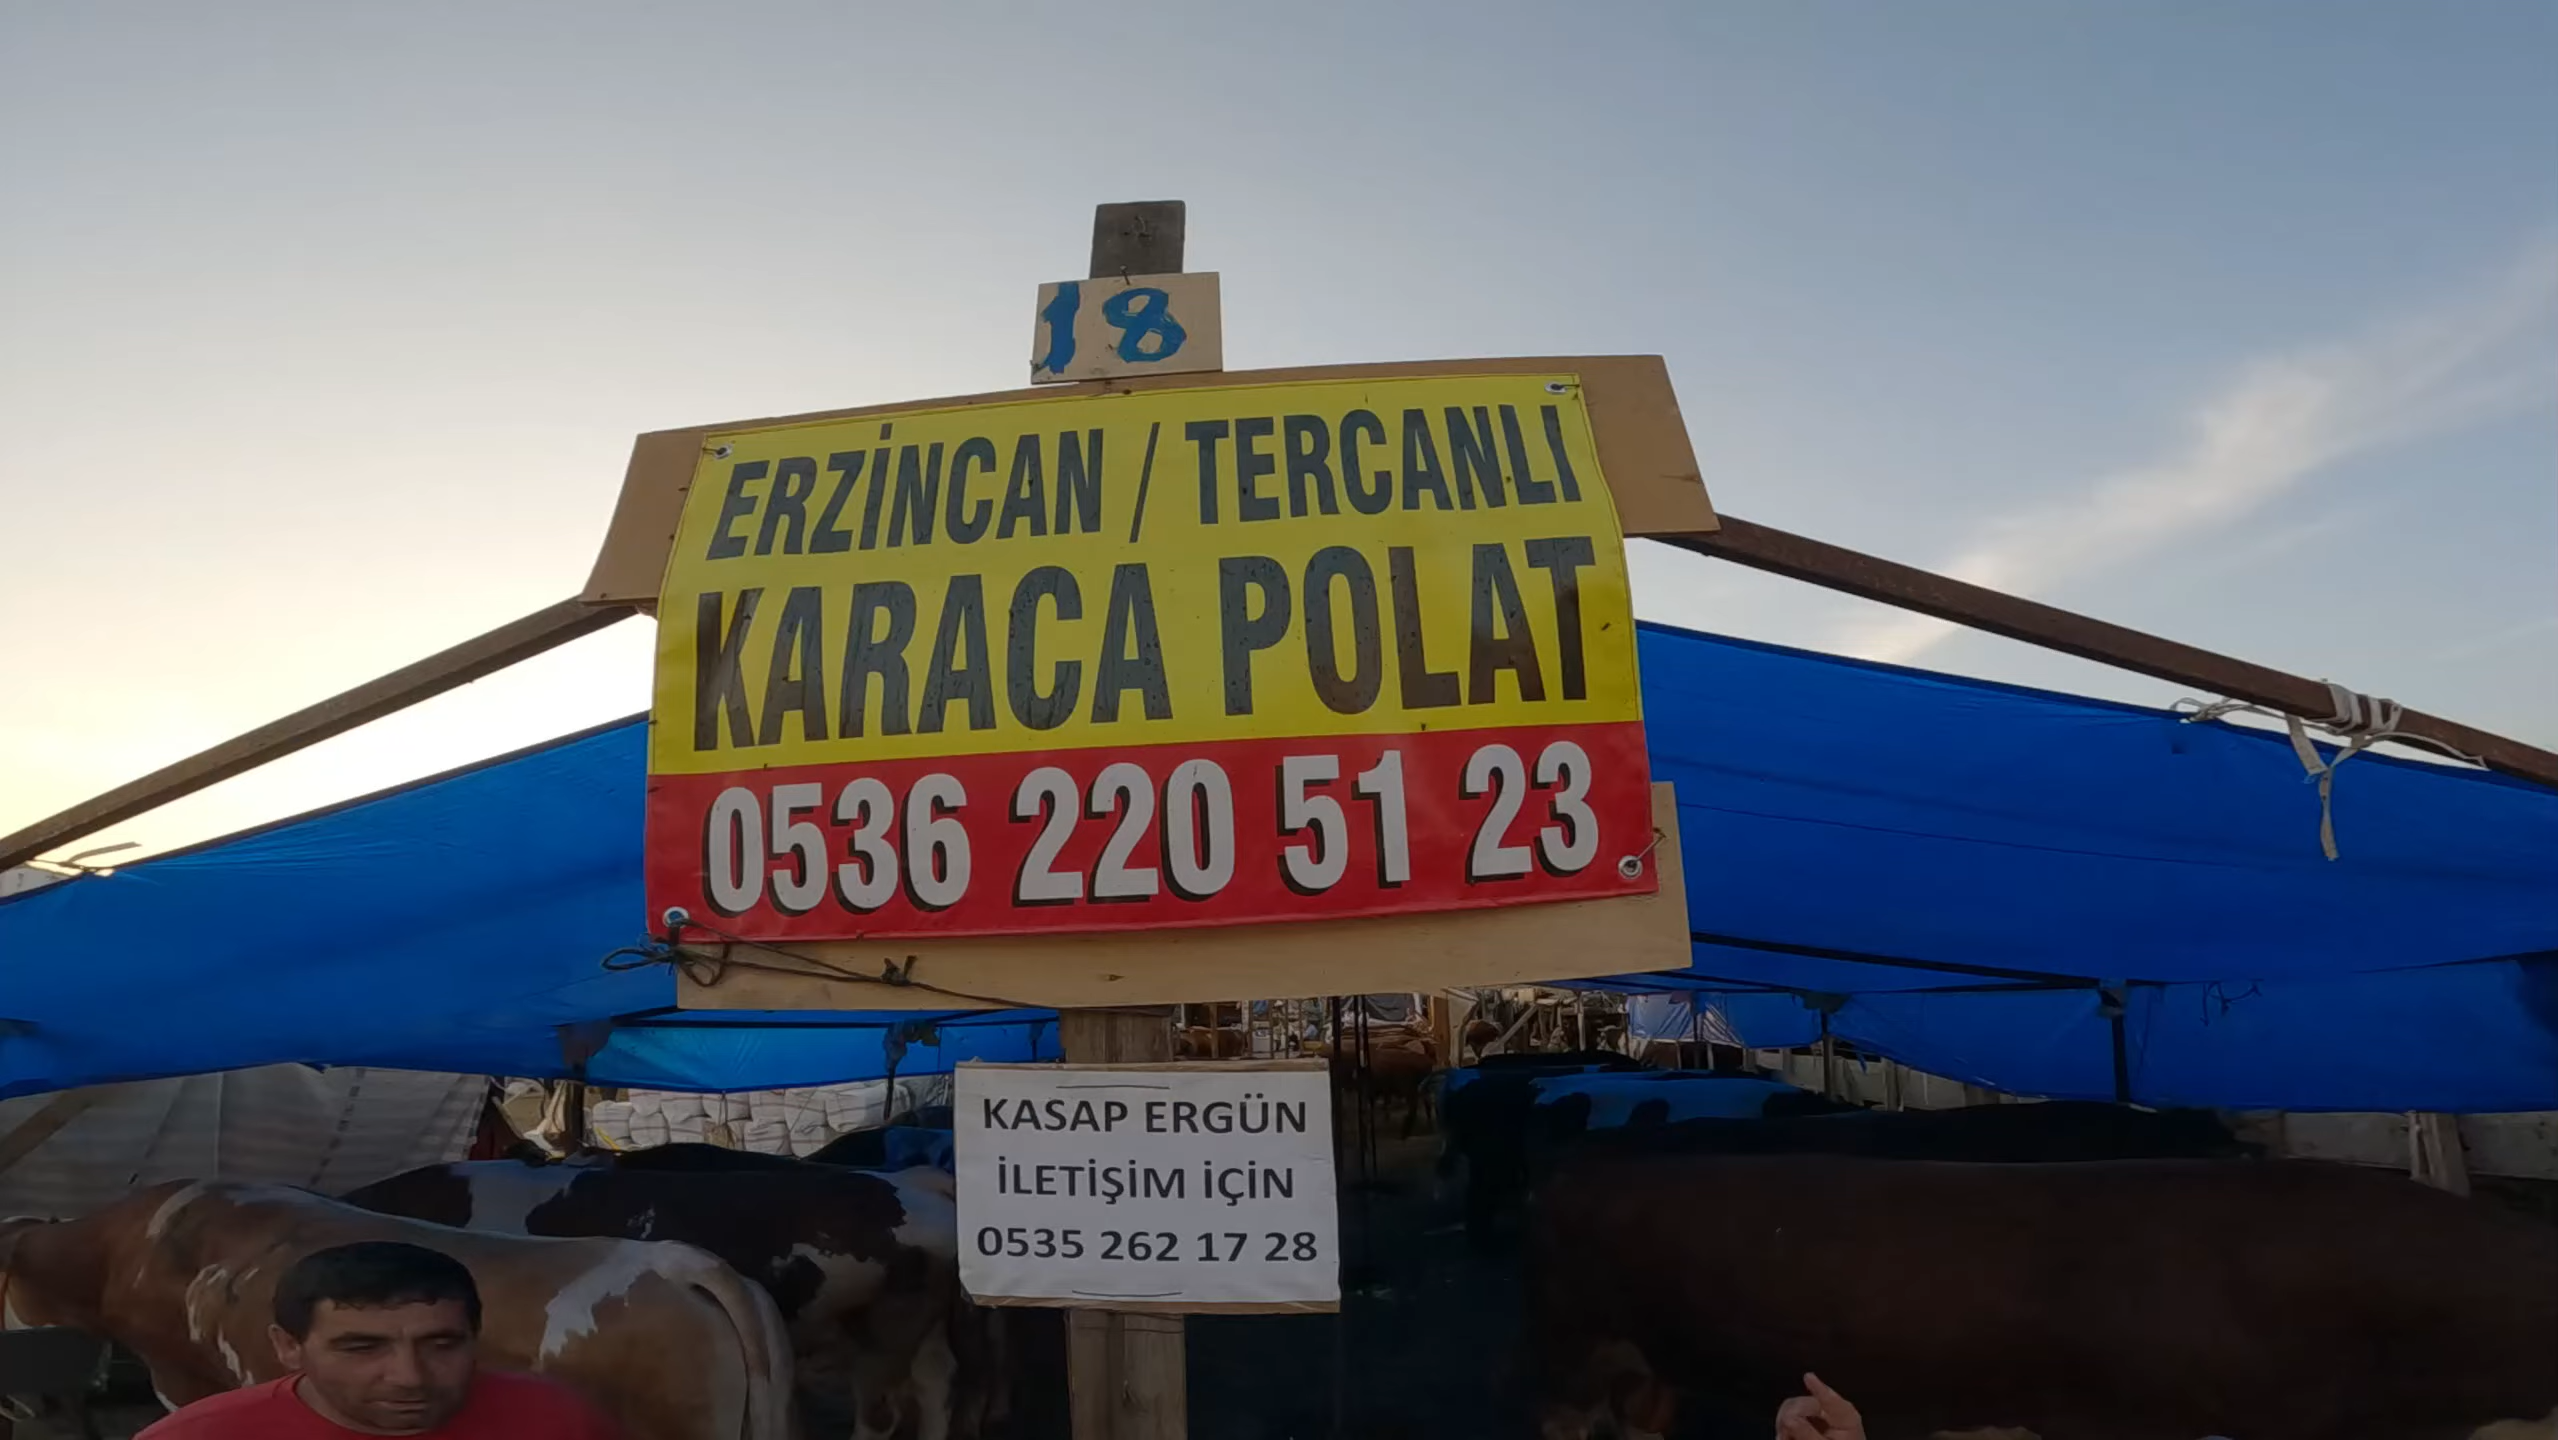 18
ERZİNCAN / TERCANLI
KARACA POLAT
0536 220 51 23
KASAP ERGÜN
İLETİŞİM İÇİN
0535 262 17 28